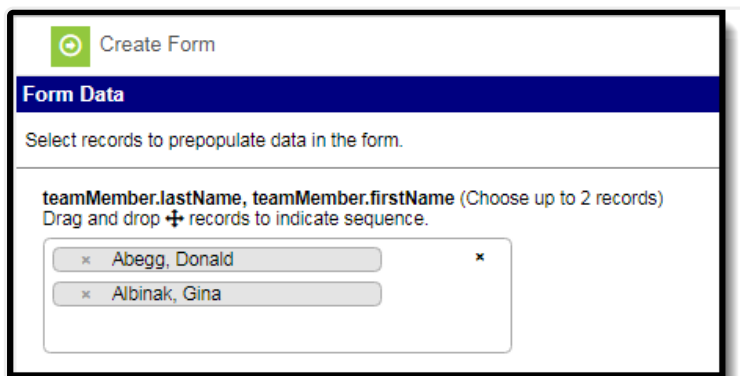 Create Form
Form Data
Select records to prepopulate data in the form.
teamMember.lastName, teamMember.firstName (Choose up to 2 records)
Drag and drop records to indicate sequence.
× Abegg, Donald ×
× Albinak, Gina